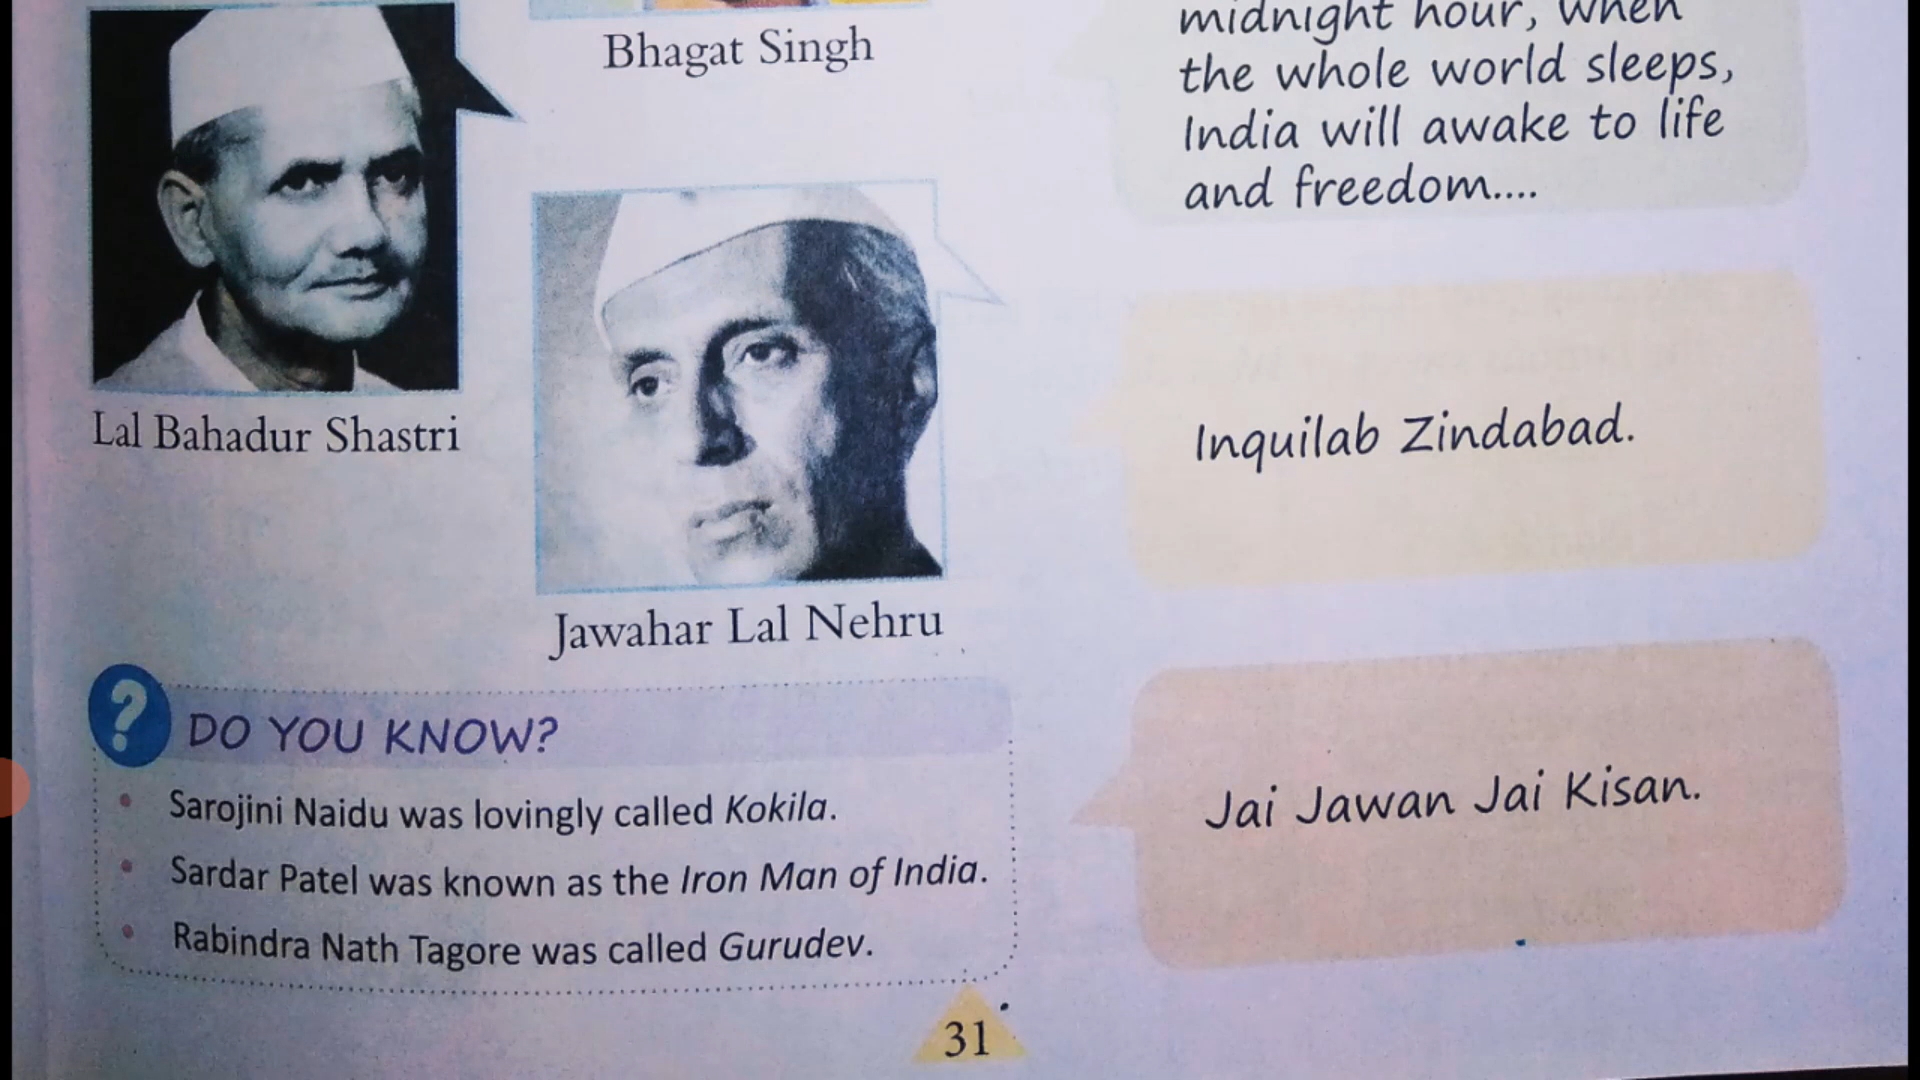 Bhagat Singh
Lal Bahadur Shastri
Jawahar Lal Nehru
midnight hour, when
the whole world sleeps,
India will awake to life
and freedom....
Inquilab Zindabad.
Jai Jawan Jai Kisan.
?
DO YOU KNOW?
• Sarojini Naidu was lovingly called Kokila.
• Sardar Patel was known as the Iron Man of India.
• Rabindra Nath Tagore was called Gurudev.
31